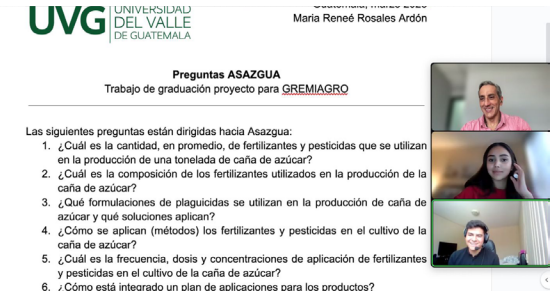 UVG
UNIVERSIDAD
DEL VALLE
DE GUATEMALA
Guatemala, marzo
Maria Reneé Rosales Ardón
Preguntas ASAZGUA
Trabajo de graduación proyecto para GREMIAGRO
Las siguientes preguntas están dirigidas hacia Asazgua:
1. ¿Cuál es la cantidad, en promedio, de fertilizantes y pesticidas que se utilizan
en la producción de una tonelada de caña de azúcar?
2. ¿Cuál es la composición de los fertilizantes utilizados en la producción de la
caña de azúcar?
3. ¿Qué formulaciones de plaguicidas se utilizan en la producción de caña de
azúcar y qué soluciones aplican?
4. ¿Cómo se aplican (métodos) los fertilizantes y pesticidas en el cultivo de la
caña de azúcar?
5. ¿Cuál es la frecuencia, dosis y concentraciones de aplicación de fertilizantes
y pesticidas en el cultivo de la caña de azúcar?
6. ¿Cómo está integrado un plan de aplicaciones para los productos?